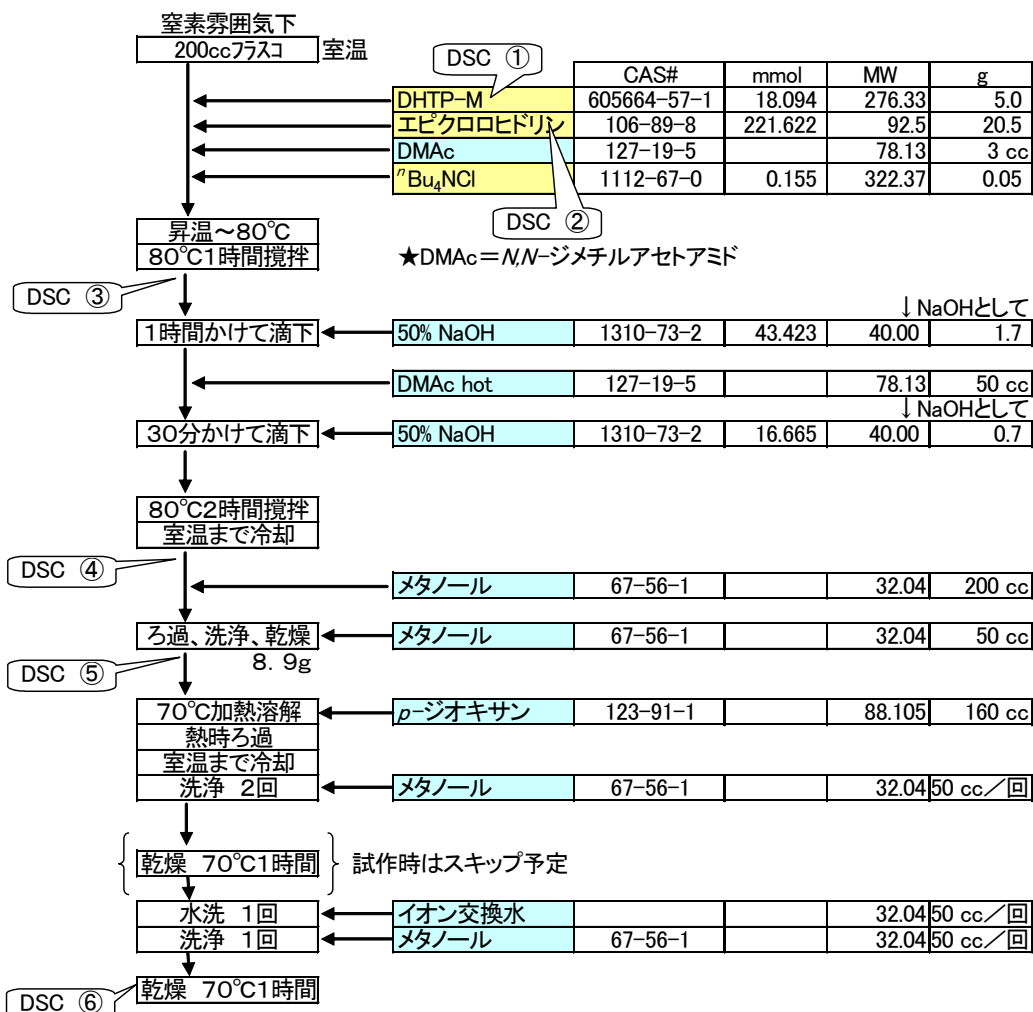 窒素雰囲気下
200ccフラスコ 室温
DSC ①
CAS# mmol MW g
DHTP-M 605664-57-1 18.094 276.33 5.0
エピクロロヒドリン 106-89-8 221.622 92.5 20.5
DMAc 127-19-5 78.13 3 cc
nBu4NCl 1112-67-0 0.155 322.37 0.05
DSC ②
昇温～80℃
80℃1時間撹拌
★DMAc＝N,N-ジメチルアセトアミド
DSC ③
↓NaOHとして
1時間かけて滴下 50% NaOH 1310-73-2 43.423 40.00 1.7
DMAc hot 127-19-5 78.13 50 cc
↓NaOHとして
30分かけて滴下 50% NaOH 1310-73-2 16.665 40.00 0.7
80℃2時間撹拌
室温まで冷却
DSC ④
メタノール 67-56-1 32.04 200 cc
ろ過、洗浄、乾燥 メタノール 67-56-1 32.04 50 cc
8．9g
DSC ⑤
70℃加熱溶解 p-ジオキサン 123-91-1 88.105 160 cc
熱時ろ過
室温まで冷却
洗浄 2回 メタノール 67-56-1 32.04 50 cc／回
乾燥 70℃1時間 試作時はスキップ予定
水洗 1回 イオン交換水 32.04 50 cc／回
洗浄 1回 メタノール 67-56-1 32.04 50 cc／回
乾燥 70℃1時間
DSC ⑥